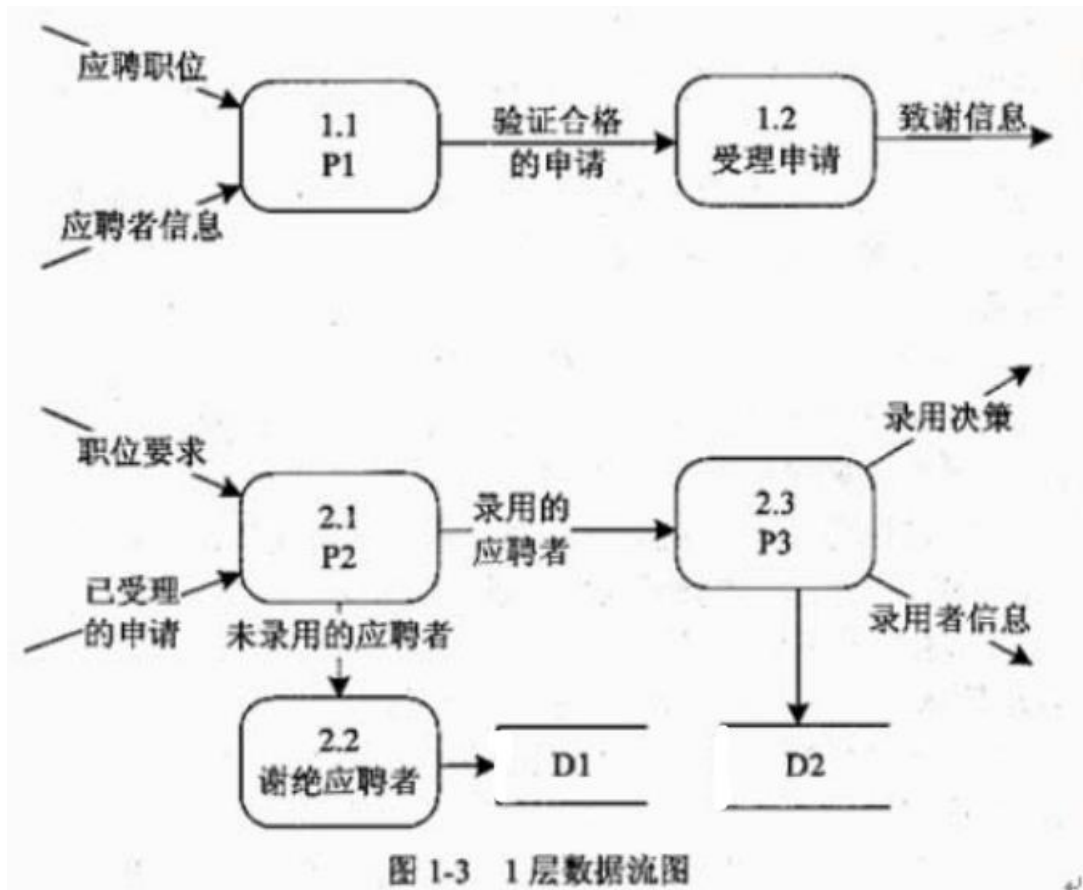 应聘职位
1.1
P1
应聘者信息
验证合格
的申请
1.2
受理申请
致谢信息
职位要求
已受理
的申请
2.1
P2
录用的
应聘者
2.3
P3
录用决策
录用者信息
未录用的应聘者
2.2
谢绝应聘者
D1
D2
图 1-3 1 层数据流图